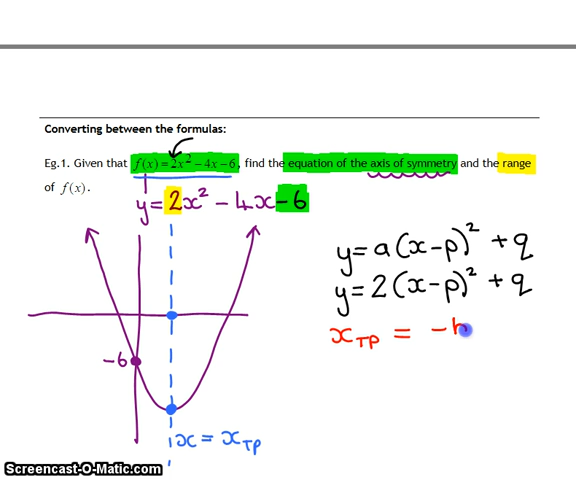 Converting between the formulas:
Eg.1. Given that f(x) = 2x² − 4x − 6, find the equation of the axis of symmetry and the range
of f(x).
y = 2x² − 4x − 6
y = a(x−p)² + q
y = 2(x−p)² + q
x_TP = −b
−6
x = x_TP
Screencast-O-Matic.com